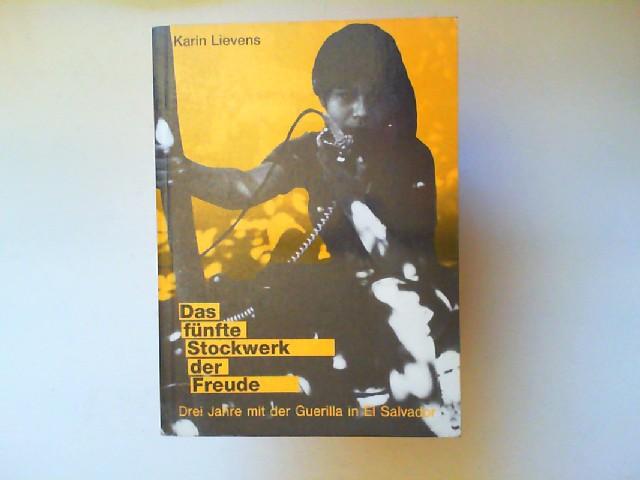 Karin Lievens
Das
fünfte
Stockwerk
der
Freude
Drei Jahre mit der Guerilla in El Salvador